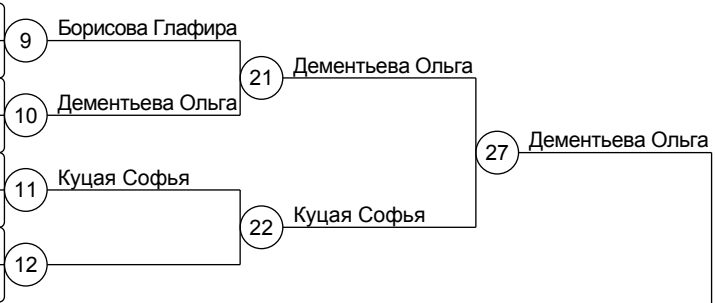 9 Борисова Глафира
21 Дементьева Ольга
10 Дементьева Ольга
27 Дементьева Ольга
11 Куцая Софья
22 Куцая Софья
12